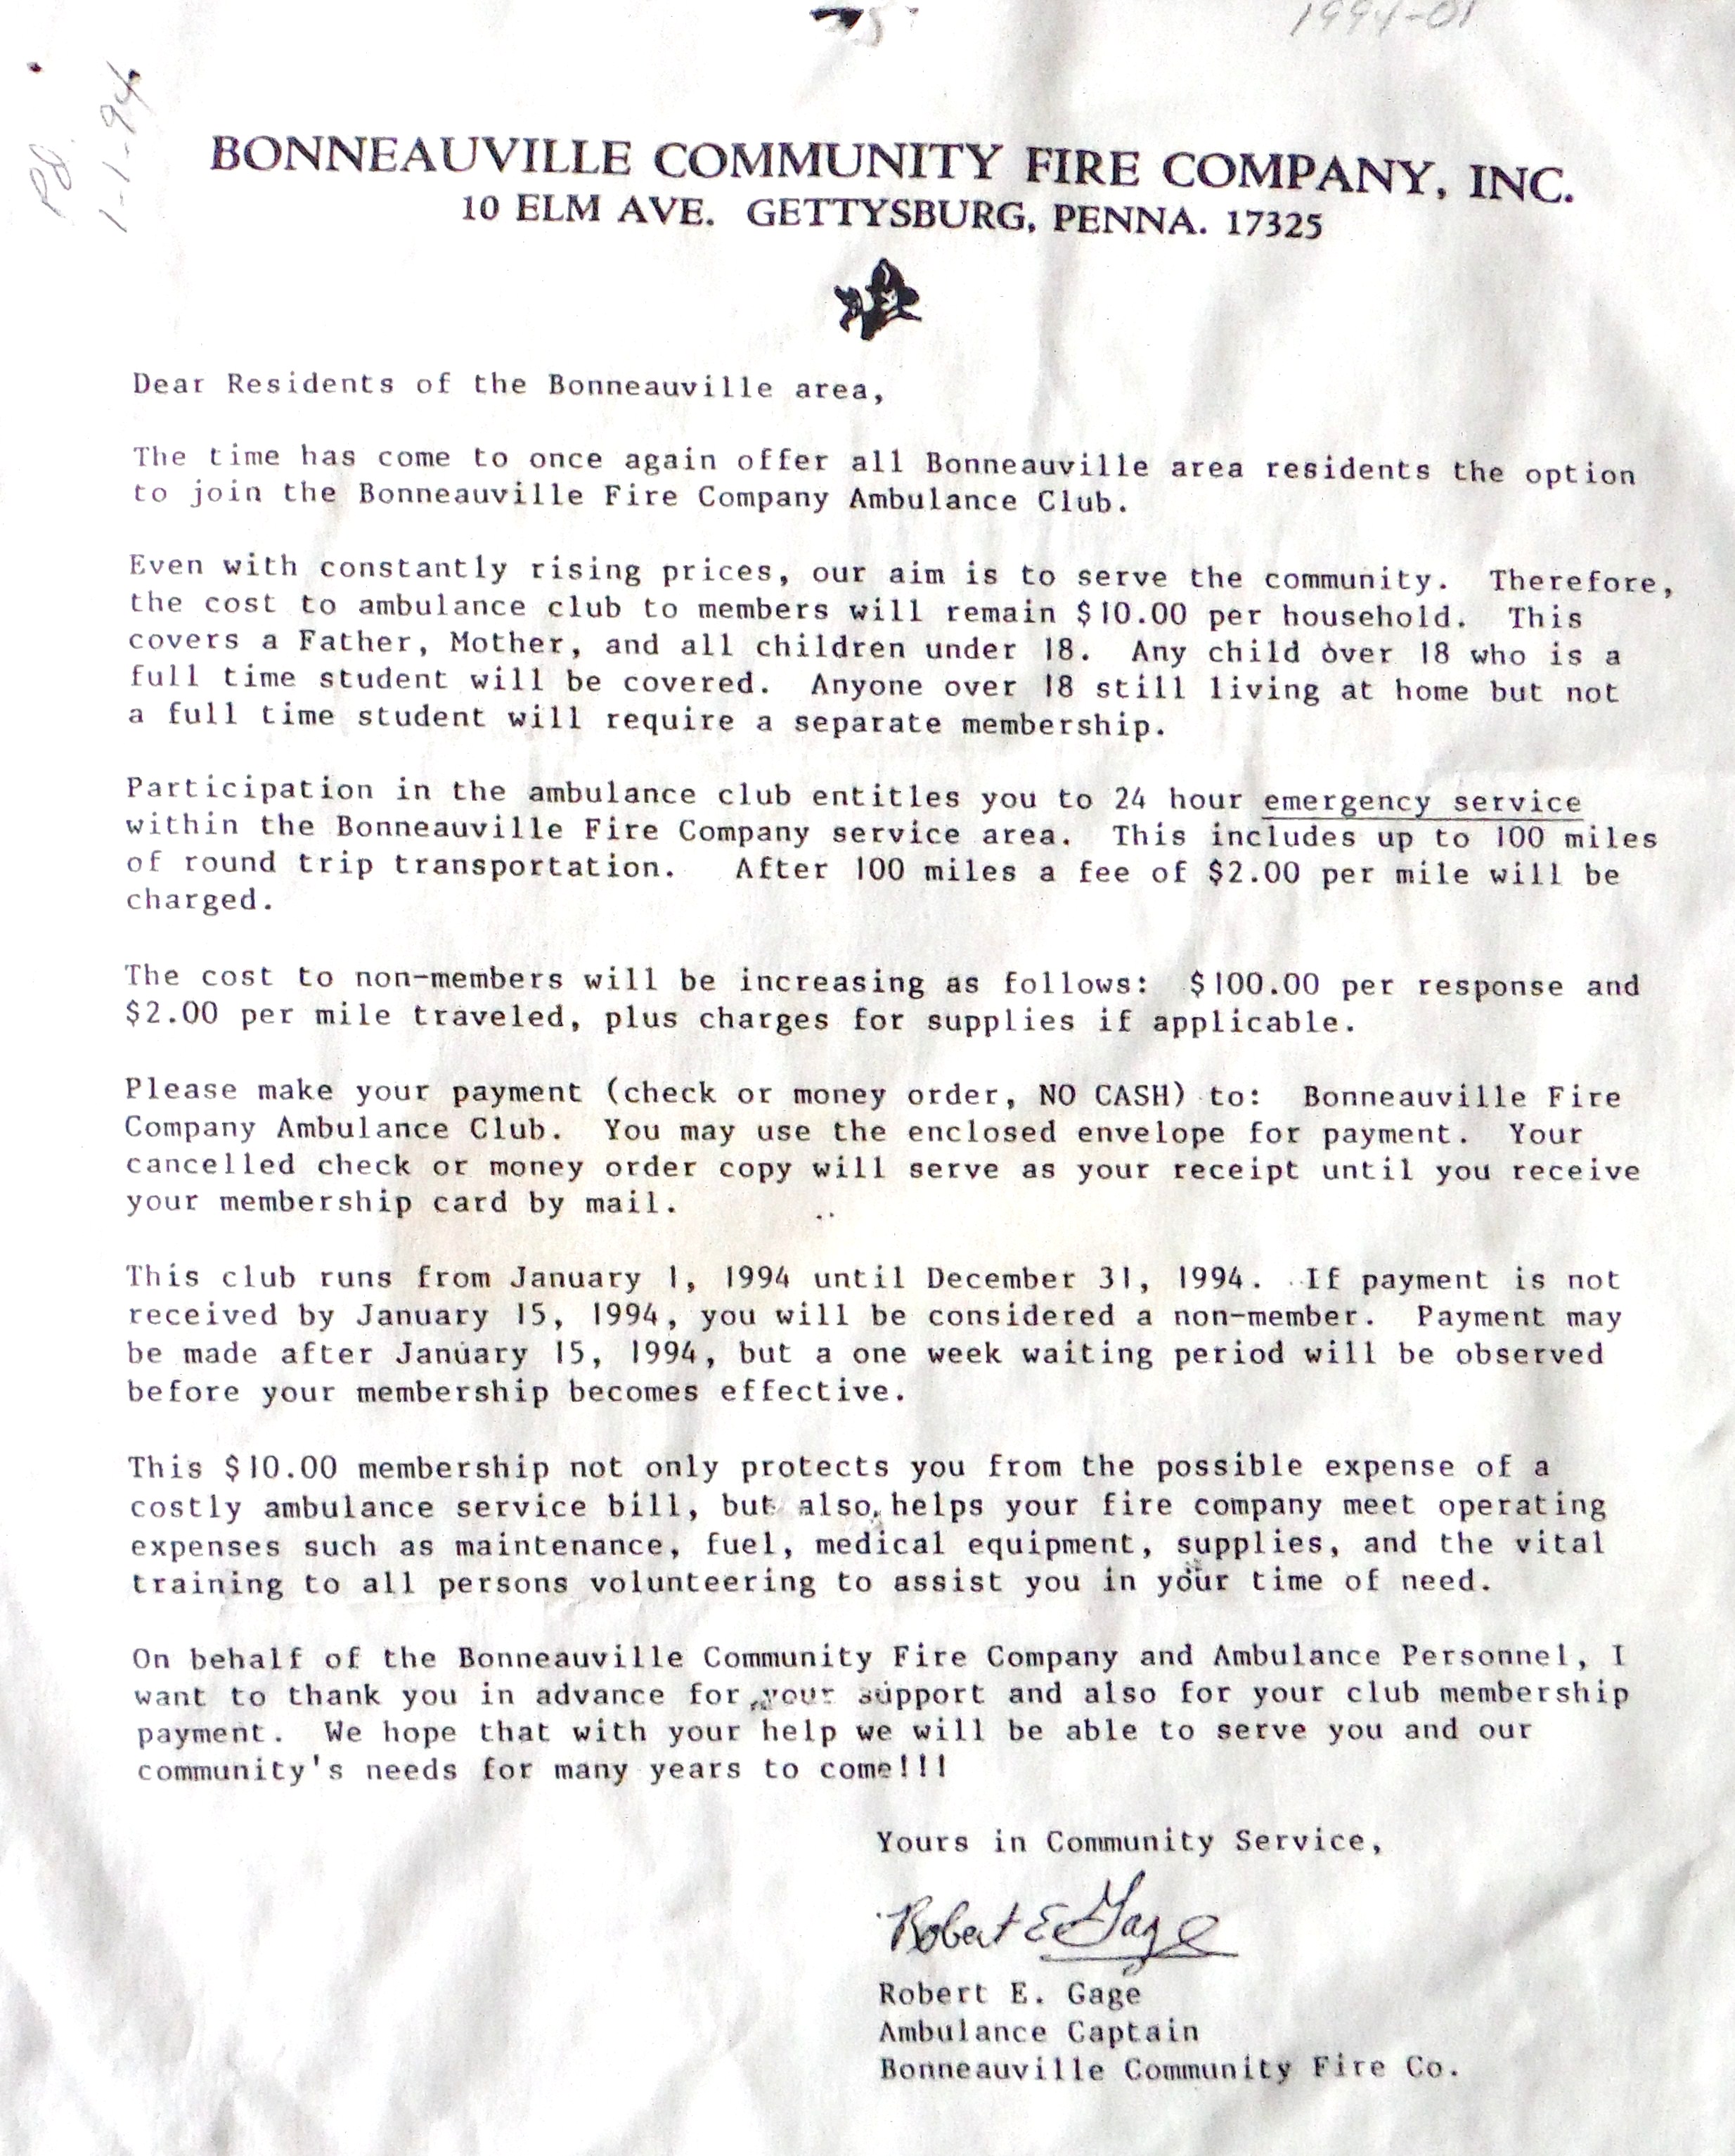 1994-01
Pd.
1-1-94
BONNEAUVILLE COMMUNITY FIRE COMPANY, INC.
10 ELM AVE. GETTYSBURG, PENNA. 17325
Dear Residents of the Bonneauville area,
The time has come to once again offer all Bonneauville area residents the option
to join the Bonneauville Fire Company Ambulance Club.
Even with constantly rising prices, our aim is to serve the community. Therefore,
the cost to ambulance club to members will remain $10.00 per household. This
covers a Father, Mother, and all children under 18. Any child over 18 who is a
full time student will be covered. Anyone over 18 still living at home but not
a full time student will require a separate membership.
Participation in the ambulance club entitles you to 24 hour emergency service
within the Bonneauville Fire Company service area. This includes up to 100 miles
of round trip transportation. After 100 miles a fee of $2.00 per mile will be
charged.
The cost to non-members will be increasing as follows: $100.00 per response and
$2.00 per mile traveled, plus charges for supplies if applicable.
Please make your payment (check or money order, NO CASH) to: Bonneauville Fire
Company Ambulance Club. You may use the enclosed envelope for payment. Your
cancelled check or money order copy will serve as your receipt until you receive
your membership card by mail.
This club runs from January 1, 1994 until December 31, 1994. If payment is not
received by January 15, 1994, you will be considered a non-member. Payment may
be made after January 15, 1994, but a one week waiting period will be observed
before your membership becomes effective.
This $10.00 membership not only protects you from the possible expense of a
costly ambulance service bill, but also, helps your fire company meet operating
expenses such as maintenance, fuel, medical equipment, supplies, and the vital
training to all persons volunteering to assist you in your time of need.
On behalf of the Bonneauville Community Fire Company and Ambulance Personnel, I
want to thank you in advance for your support and also for your club membership
payment. We hope that with your help we will be able to serve you and our
community's needs for many years to come!!!
Yours in Community Service,
Robert E. Gage
Robert E. Gage
Ambulance Captain
Bonneauville Community Fire Co.